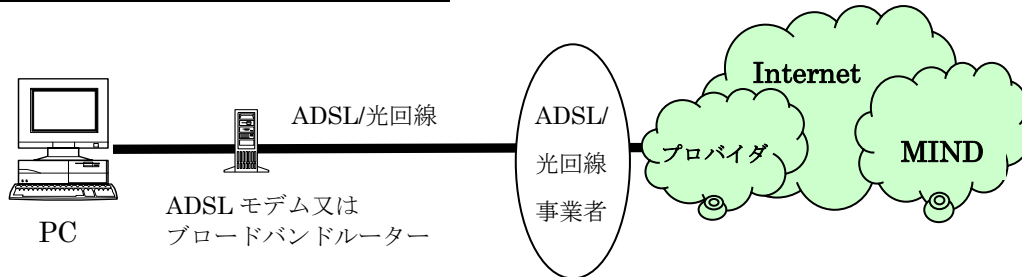 Internet
ADSL/光回線
ADSL/
光回線
事業者
プロバイダ
MIND
PC
ADSL モデム又は
ブロードバンドルーター